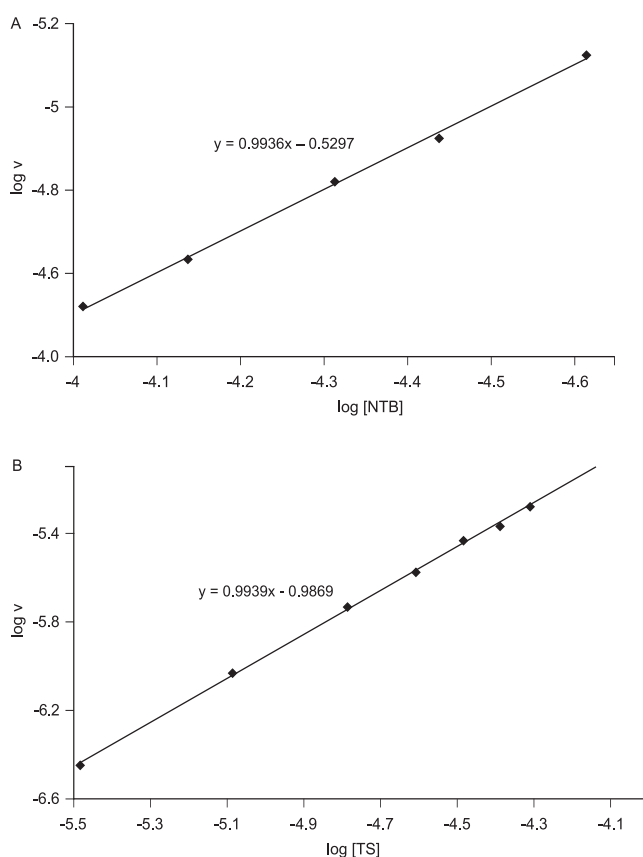 A
-5.2
-5
-4.8
-4.6
-4.0
log v
y = 0.9936x – 0.5297
-4 -4.1 -4.2 -4.3 -4.4 -4.5 -4.6
log [NTB]
B
-5.4
-5.8
-6.2
-6.6
log v
y = 0.9939x - 0.9869
-5.5 -5.3 -5.1 -4.9 -4.7 -4.5 -4.3 -4.1
log [TS]